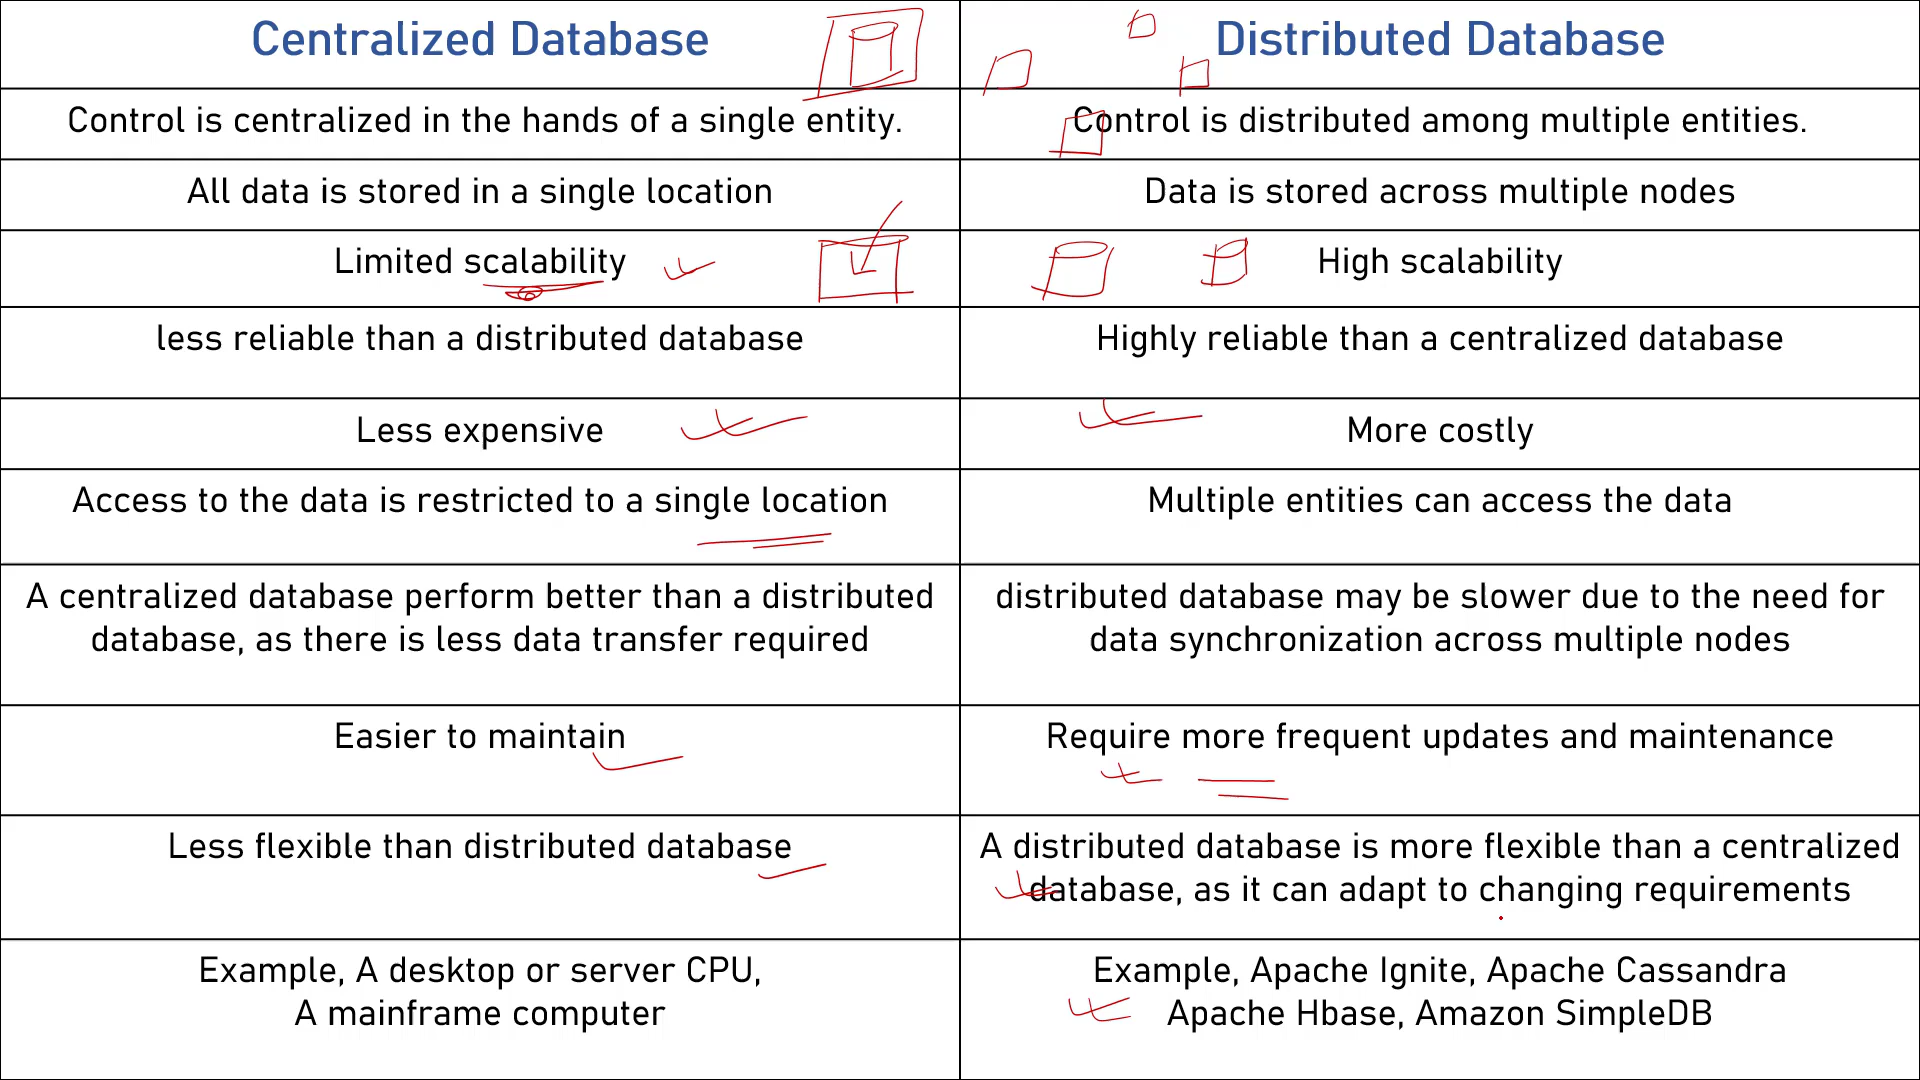 Centralized Database
Distributed Database
Control is centralized in the hands of a single entity.
Control is distributed among multiple entities.
All data is stored in a single location
Data is stored across multiple nodes
Limited scalability
High scalability
less reliable than a distributed database
Highly reliable than a centralized database
Less expensive
More costly
Access to the data is restricted to a single location
Multiple entities can access the data
A centralized database perform better than a distributed
database, as there is less data transfer required
distributed database may be slower due to the need for
data synchronization across multiple nodes
Easier to maintain
Require more frequent updates and maintenance
Less flexible than distributed database
A distributed database is more flexible than a centralized
database, as it can adapt to changing requirements
Example, A desktop or server CPU,
A mainframe computer
Example, Apache Ignite, Apache Cassandra
Apache Hbase, Amazon SimpleDB